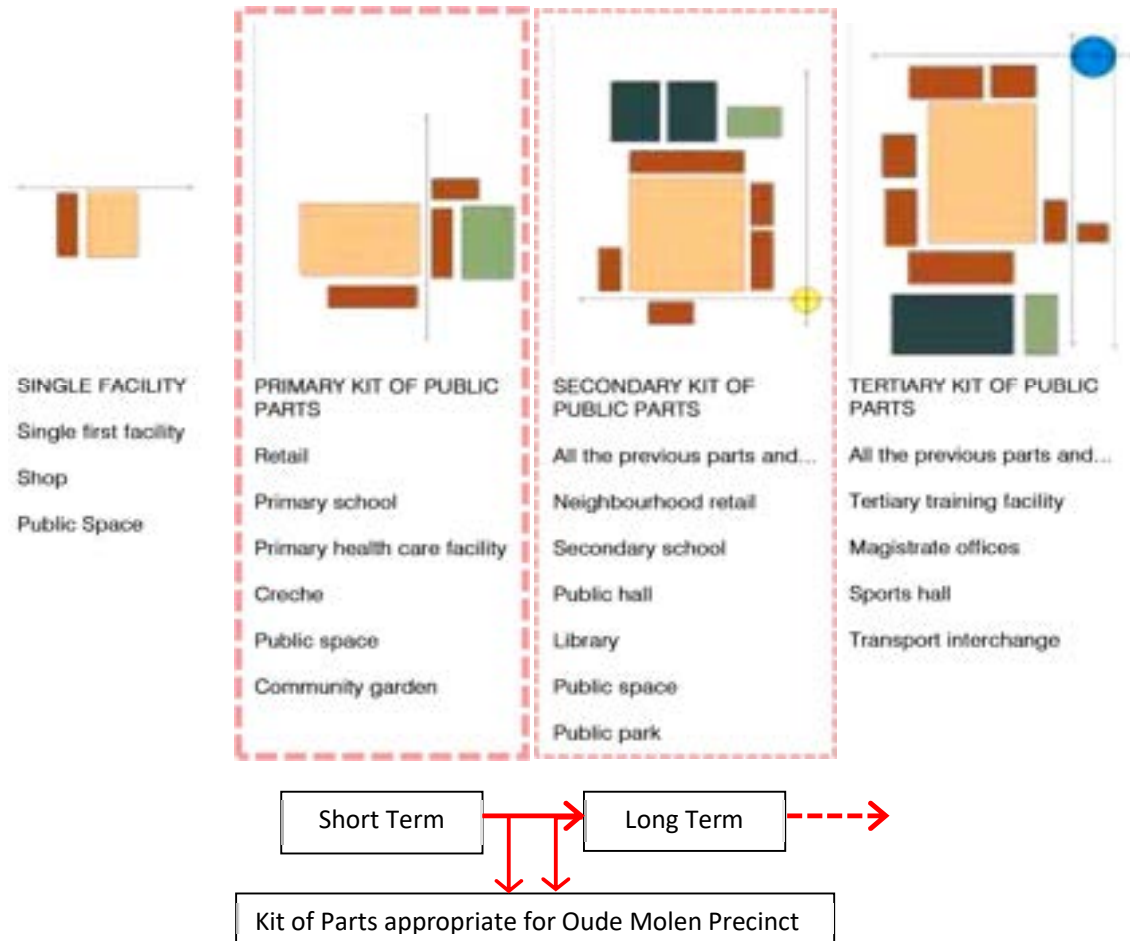 SINGLE FACILITY
Single first facility
Shop
Public Space
PRIMARY KIT OF PUBLIC
PARTS
Retail
Primary school
Primary health care facility
Creche
Public space
Community garden
SECONDARY KIT OF
PUBLIC PARTS
All the previous parts and...
Neighbourhood retail
Secondary school
Public hall
Library
Public space
Public park
TERTIARY KIT OF PUBLIC
PARTS
All the previous parts and...
Tertiary training facility
Magistrate offices
Sports hall
Transport interchange
Short Term
Long Term
Kit of Parts appropriate for Oude Molen Precinct